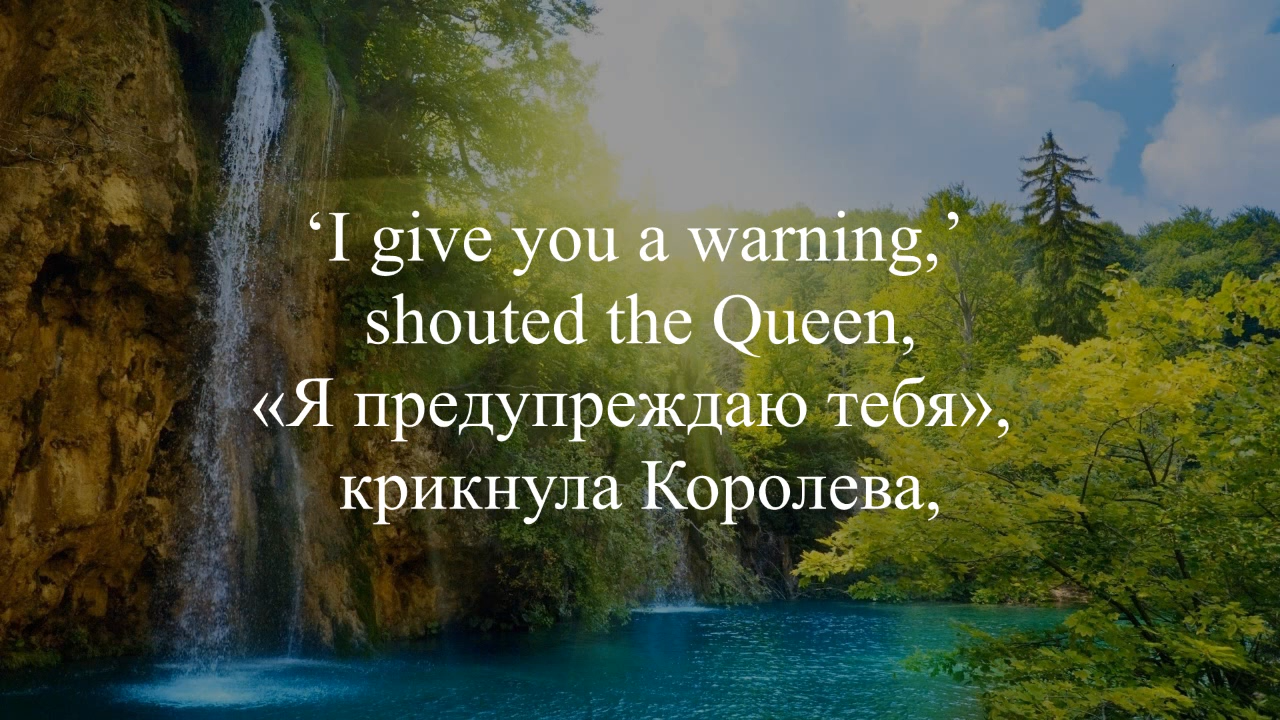 ‘I give you a warning,’
shouted the Queen,
«Я предупреждаю тебя»,
крикнула Королева,